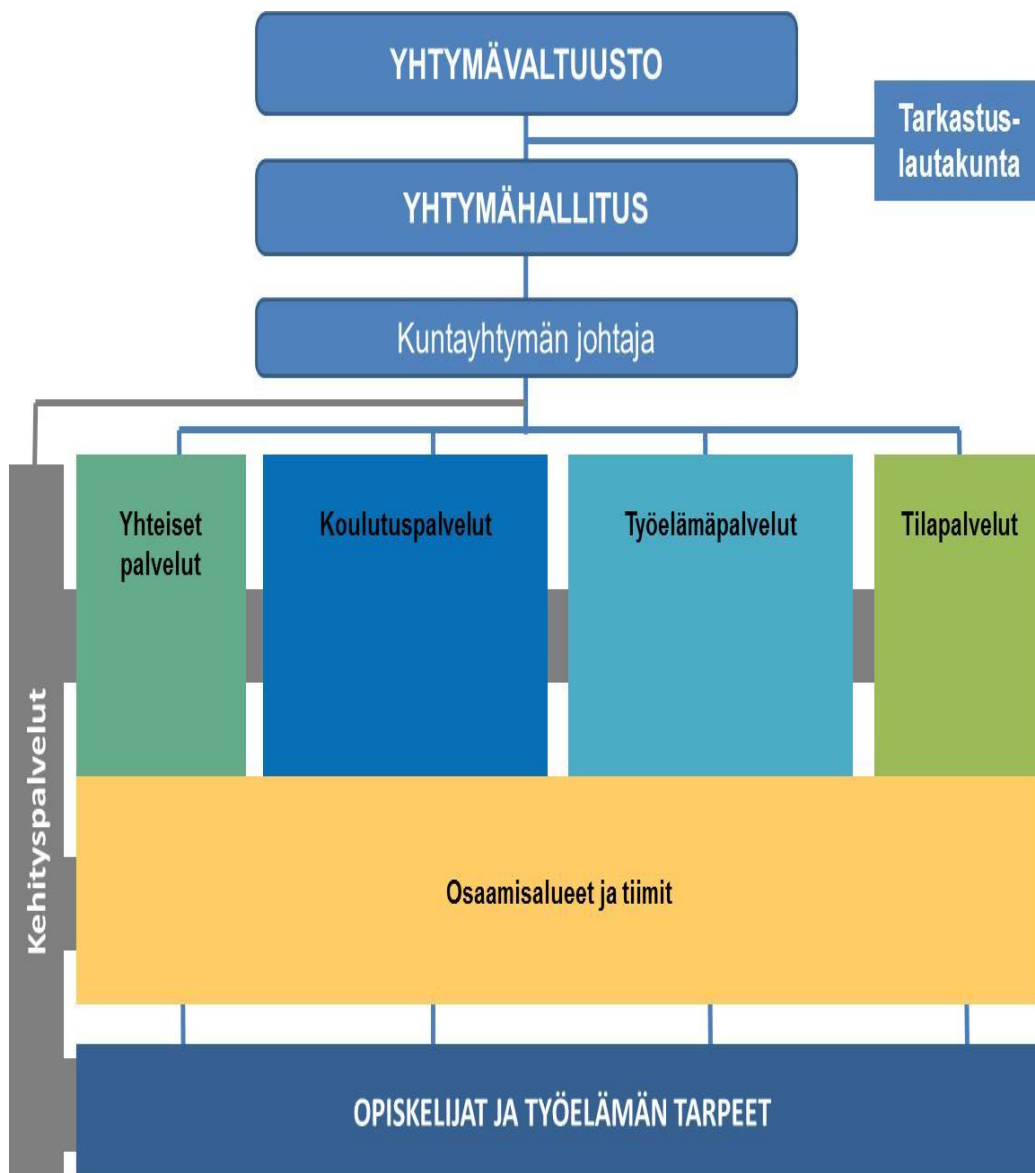 YHTYMÄVALTUUSTO
Tarkastus-
lautakunta
YHTYMÄHALLITUS
Kuntayhtymän johtaja
Yhteiset
palvelut
Koulutuspalvelut
Työelämäpalvelut
Tilapalvelut
Kehityspalvelut
Osaamisalueet ja tiimit
OPISKELIJAT JA TYÖELÄMÄN TARPEET